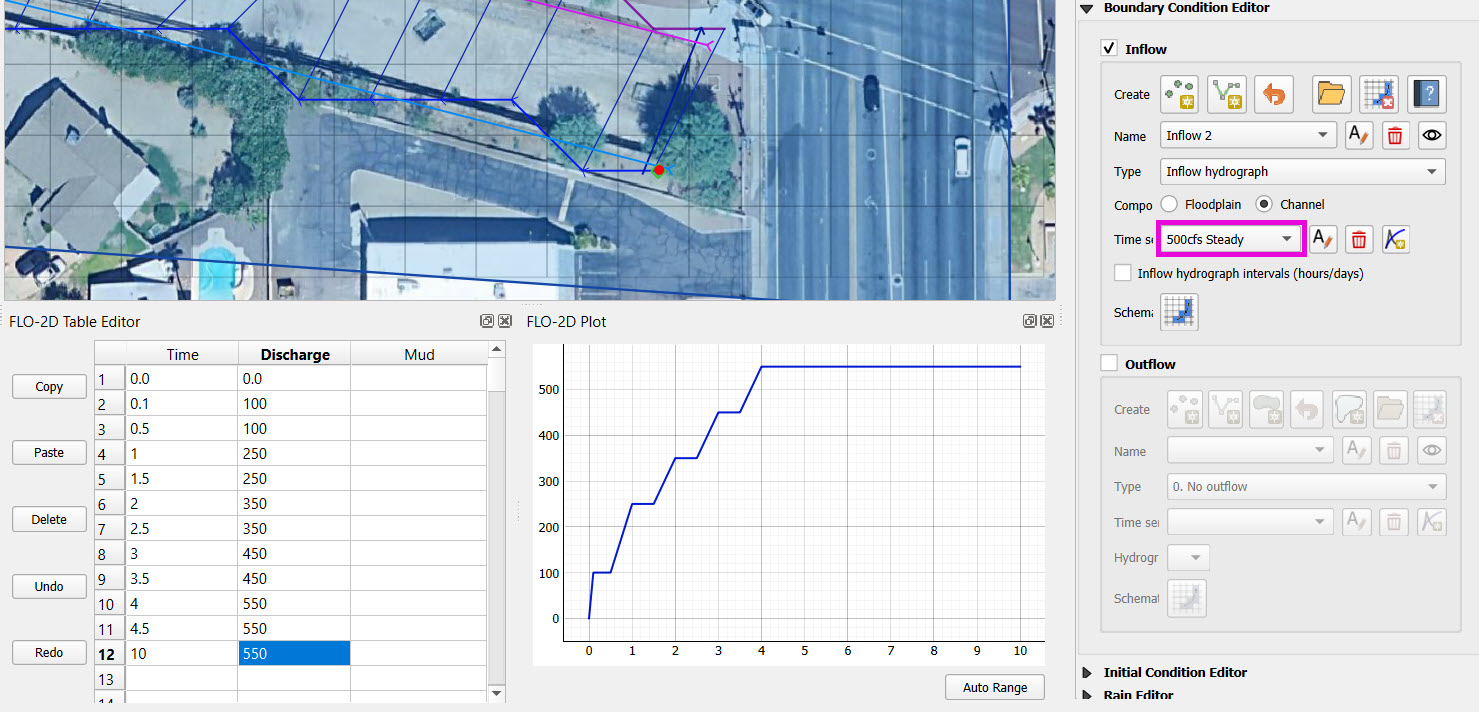 Boundary Condition Editor
Inflow
Create
Name Inflow 2
Type Inflow hydrograph
Compo Floodplain Channel
Time se 500cfs Steady
Inflow hydrograph intervals (hours/days)
Schema
Outflow
Create
Name
Type 0. No outflow
Time se
Hydrogr
Schemat
Initial Condition Editor
Rain Editor
FLO-2D Table Editor
Copy
Paste
Delete
Undo
Redo
Time Discharge Mud
1 0.0 0.0
2 0.1 100
3 0.5 100
4 1 250
5 1.5 250
6 2 350
7 2.5 350
8 3 450
9 3.5 450
10 4 550
11 4.5 550
12 10 550
13
14
FLO-2D Plot
500
400
300
200
100
0
0 1 2 3 4 5 6 7 8 9 10
Auto Range